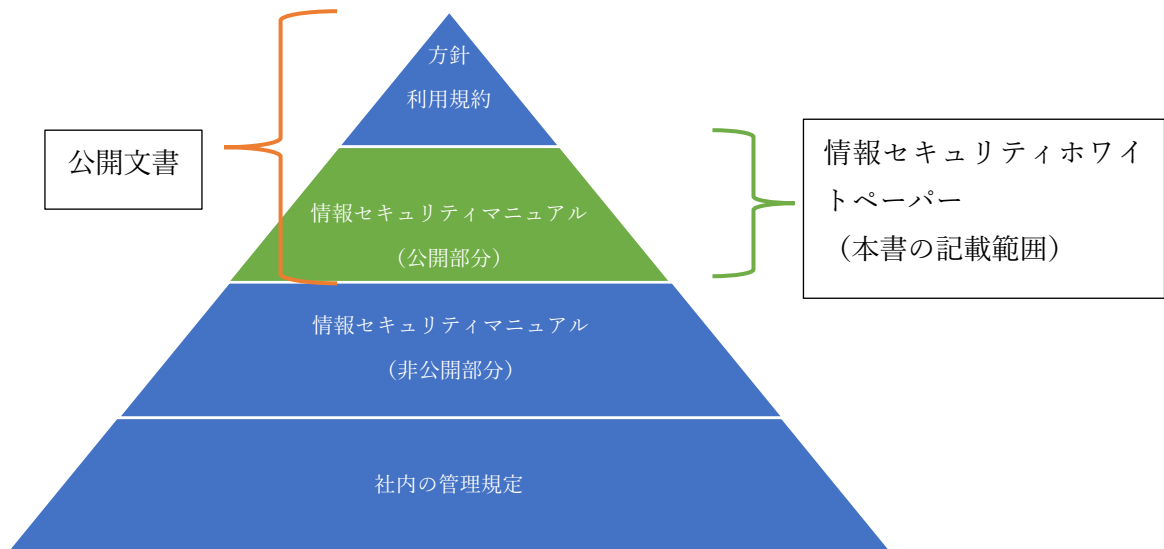 方針
利用規約
公開文書
情報セキュリティホワイ
トペーパー
（本書の記載範囲）
情報セキュリティマニュアル
（公開部分）
情報セキュリティマニュアル
（非公開部分）
社内の管理規定